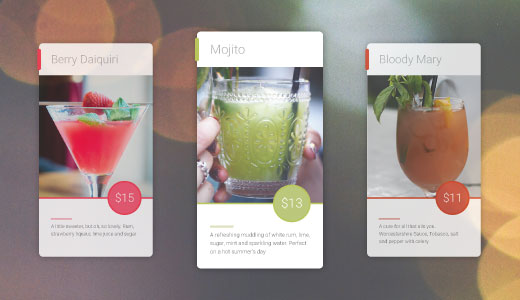 Berry Daiquiri
$15
A little sweeter, but oh, so lovely. Rum,
strawberry liqueur, lime juice and sugar.
Mojito
$13
A refreshing muddling of white rum, lime,
sugar, mint and sparkling water. Perfect
on a hot summer's day.
Bloody Mary
$11
A cure for all that ails you.
Worcestershire Sauce, Tobasco, salt
and pepper with celery.